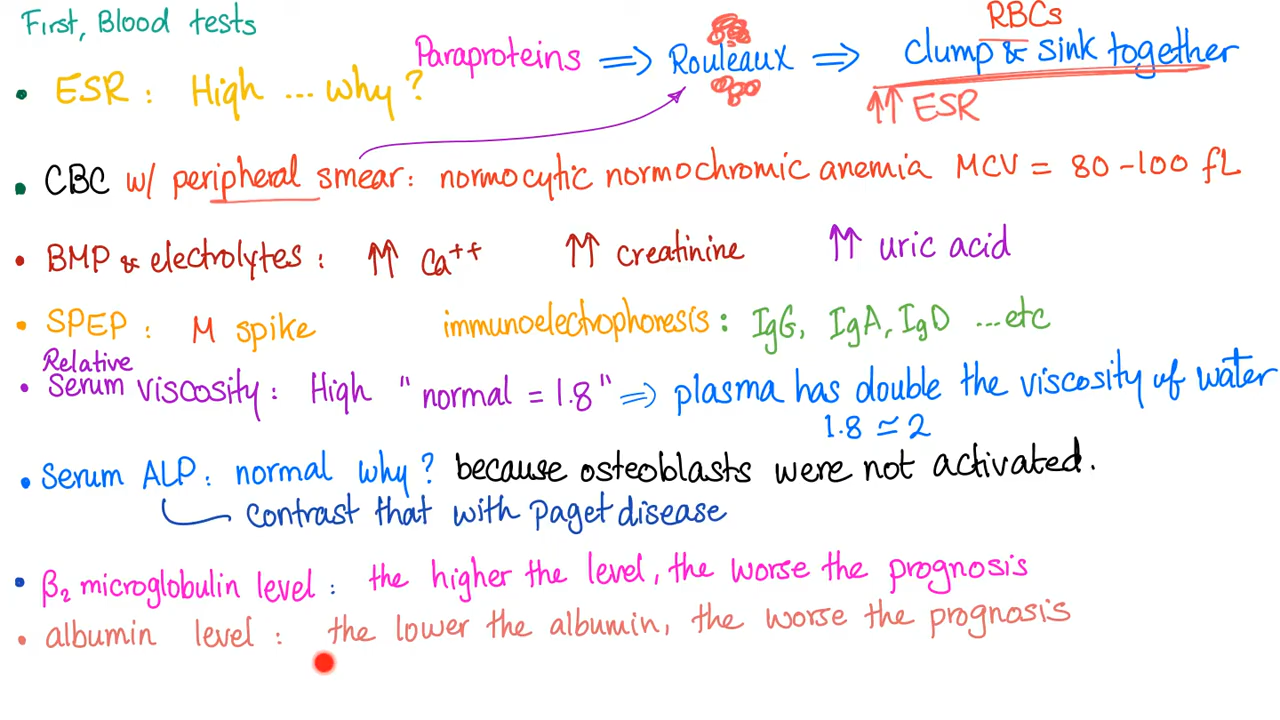 First, Blood tests
• ESR: High ... why?
Paraproteins ⇒ Rouleaux ⇒ Clump & sink together
RBCs
↑↑ ESR
• CBC w/ peripheral smear: normocytic normochromic anemia MCV = 80-100 fL
• BMP & electrolytes: ↑↑ Ca++ ↑↑ creatinine ↑↑ uric acid
• SPEP: M spike immunoelectrophoresis: IgG, IgA, IgD ...etc
Relative
• Serum viscosity: High "normal = 1.8" ⇒ plasma has double the viscosity of water
1.8 ≃ 2
• Serum ALP: normal why? because osteoblasts were not activated.
contrast that with Paget disease
• β₂ microglobulin level: the higher the level, the worse the prognosis
• albumin level: the lower the albumin, the worse the prognosis